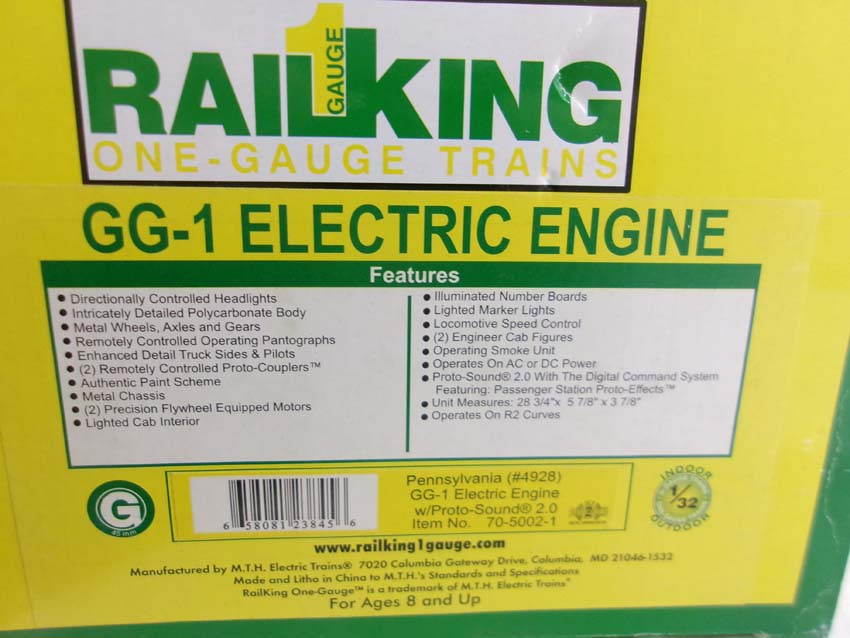 RAILKING
1 GAUGE
ONE-GAUGE TRAINS
GG-1 ELECTRIC ENGINE
Features
• Directionally Controlled Headlights
• Intricately Detailed Polycarbonate Body
• Metal Wheels, Axles and Gears
• Remotely Controlled Operating Pantographs
• Enhanced Detail Truck Sides & Pilots
• (2) Remotely Controlled Proto-Couplers™
• Authentic Paint Scheme
• Metal Chassis
• (2) Precision Flywheel Equipped Motors
• Lighted Cab Interior
• Illuminated Number Boards
• Lighted Marker Lights
• Locomotive Speed Control
• (2) Engineer Cab Figures
• Operating Smoke Unit
• Operates On AC or DC Power
• Proto-Sound® 2.0 With The Digital Command System
Featuring: Passenger Station Proto-Effects™
• Unit Measures: 28 3/4"x 5 7/8" x 3 7/8"
• Operates On R2 Curves
G
45 mm
6 58081 23845 6
Pennsylvania (#4928)
GG-1 Electric Engine
w/Proto-Sound® 2.0
Item No. 70-5002-1
2
INDOOR
1/32
OUTDOOR
www.railking1gauge.com
Manufactured by M.T.H. Electric Trains® 7020 Columbia Gateway Drive, Columbia, MD 21046-1532
Made and Litho in China to M.T.H.'s Standards and Specifications
RailKing One-Gauge™ is a trademark of M.T.H. Electric Trains®
For Ages 8 and Up